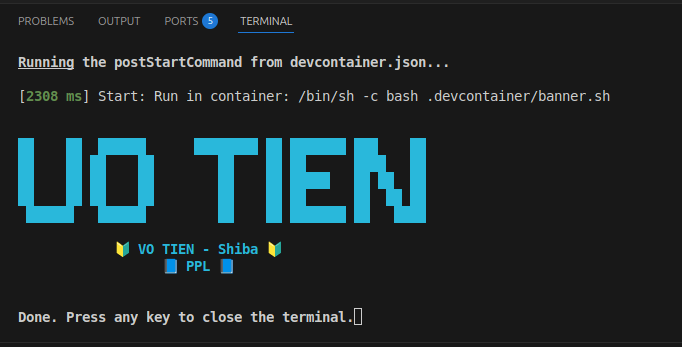 PROBLEMS OUTPUT PORTS 5 TERMINAL
Running the postStartCommand from devcontainer.json...
[2308 ms] Start: Run in container: /bin/sh -c bash .devcontainer/banner.sh
VO TIEN
🔰 VO TIEN - Shiba 🔰
📘 PPL 📘
Done. Press any key to close the terminal.